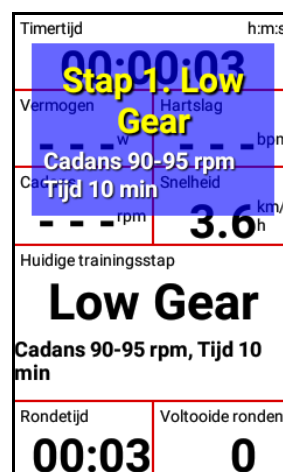 Timertijd h:m:s
00:00:03
Stap 1. Low
Gear
Vermogen Hartslag
- - - w - - - bpm
Cadans 90-95 rpm
Tijd 10 min
Snelheid
- - - rpm 3.6 km/
h
Huidige trainingsstap
Low Gear
Cadans 90-95 rpm, Tijd 10
min
Rondetijd Voltooide ronden
00:03 0